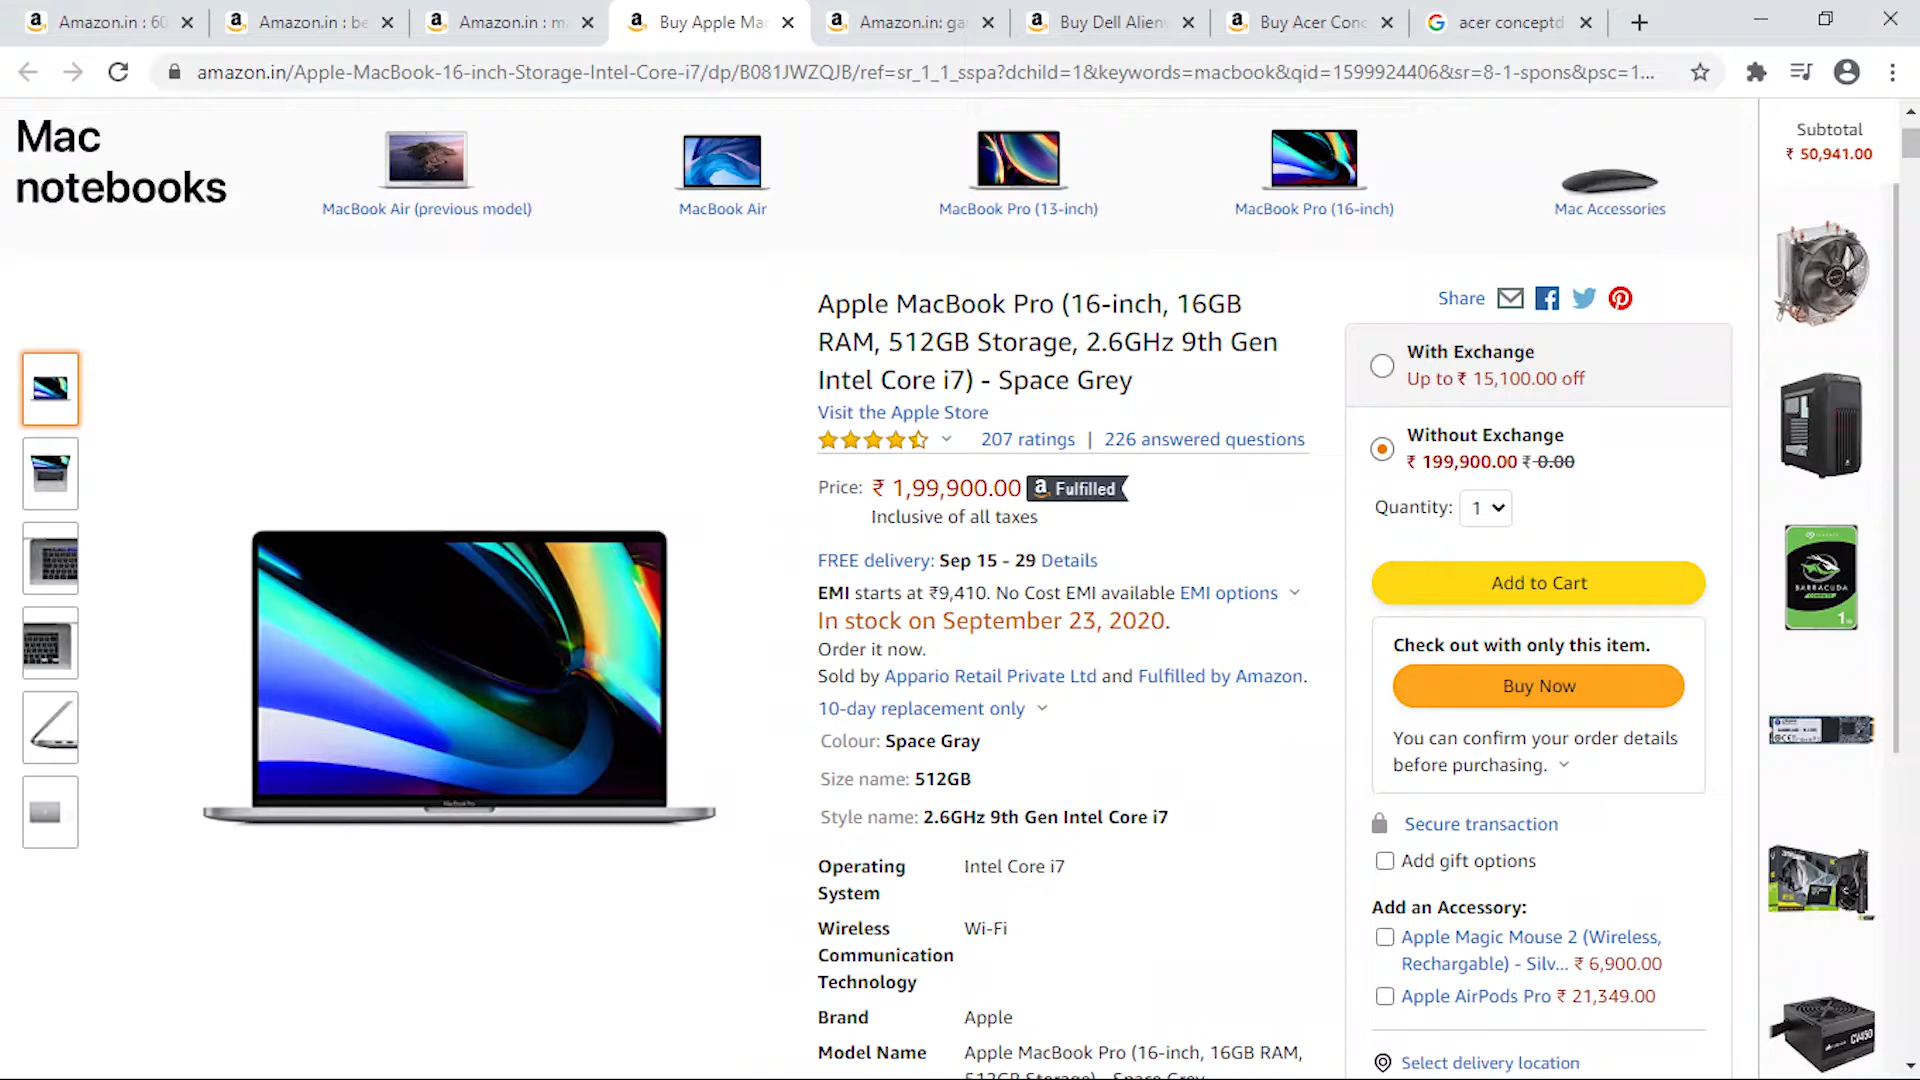 Amazon.in : 60
Amazon.in : be
Amazon.in : m
Buy Apple Mac
Amazon.in: ga
Buy Dell Alien
Buy Acer Conc
acer conceptd
amazon.in/Apple-MacBook-16-inch-Storage-Intel-Core-i7/dp/B081JWZQJB/ref=sr_1_1_sspa?dchild=1&keywords=macbook&qid=1599924406&sr=8-1-spons&psc=1...
Mac
notebooks
MacBook Air (previous model)
MacBook Air
MacBook Pro (13-inch)
MacBook Pro (16-inch)
Mac Accessories
Subtotal
₹ 50,941.00
Apple MacBook Pro (16-inch, 16GB
RAM, 512GB Storage, 2.6GHz 9th Gen
Intel Core i7) - Space Grey
Visit the Apple Store
207 ratings | 226 answered questions
Price: ₹ 1,99,900.00 a Fulfilled
Inclusive of all taxes
FREE delivery: Sep 15 - 29 Details
EMI starts at ₹9,410. No Cost EMI available EMI options
In stock on September 23, 2020.
Order it now.
Sold by Appario Retail Private Ltd and Fulfilled by Amazon.
10-day replacement only
Colour: Space Gray
Size name: 512GB
Style name: 2.6GHz 9th Gen Intel Core i7
Operating
System
Intel Core i7
Wireless
Communication
Technology
Wi-Fi
Brand
Apple
Model Name
Apple MacBook Pro (16-inch, 16GB RAM,
512GB Storage) - Space Grey
Share
With Exchange
Up to ₹ 15,100.00 off
Without Exchange
₹ 199,900.00 ₹ 0.00
Quantity: 1
Add to Cart
Check out with only this item.
Buy Now
You can confirm your order details
before purchasing.
Secure transaction
Add gift options
Add an Accessory:
Apple Magic Mouse 2 (Wireless,
Rechargable) - Silv... ₹ 6,900.00
Apple AirPods Pro ₹ 21,349.00
Select delivery location
BARRACUDA
CV450